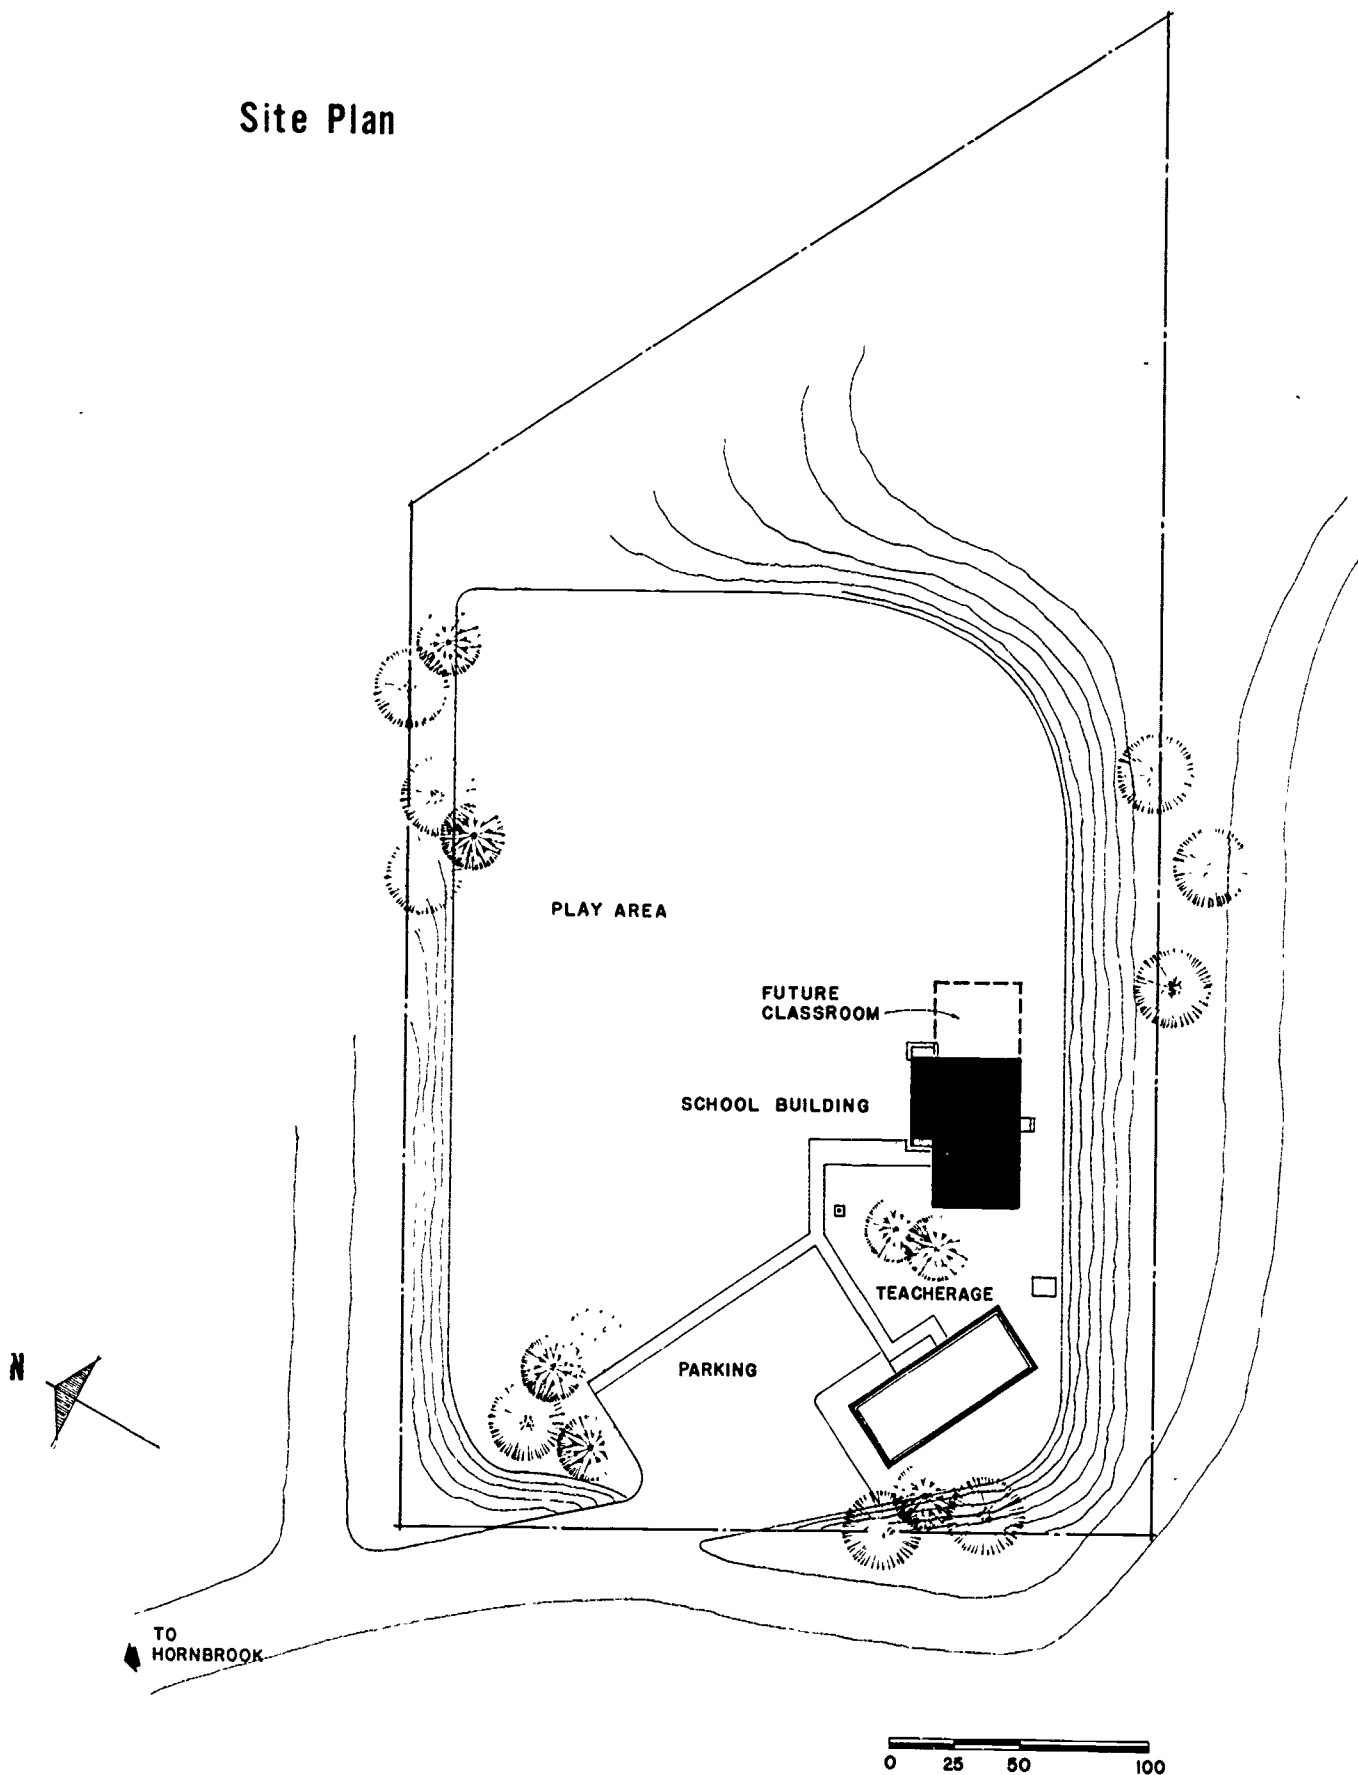 Site Plan
PLAY AREA
FUTURE
CLASSROOM
SCHOOL BUILDING
TEACHERAGE
PARKING
N
TO
HORNBROOK
0 25 50 100